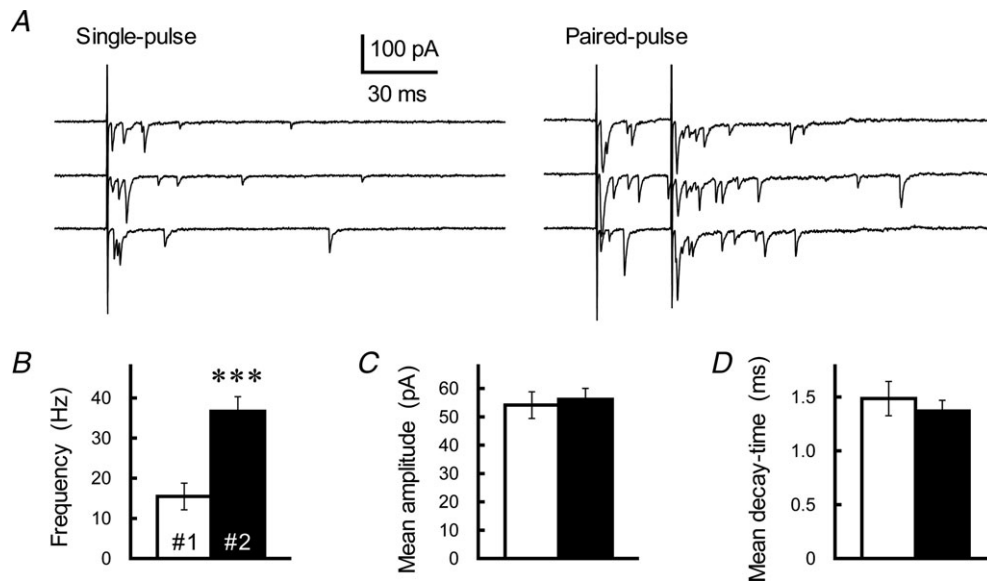 A
Single-pulse
Paired-pulse
100 pA
30 ms
B
Frequency (Hz)
40
30
20
10
0
***
#1
#2
C
Mean amplitude (pA)
60
50
40
30
20
10
0
D
Mean decay-time (ms)
1.5
1.0
0.5
0